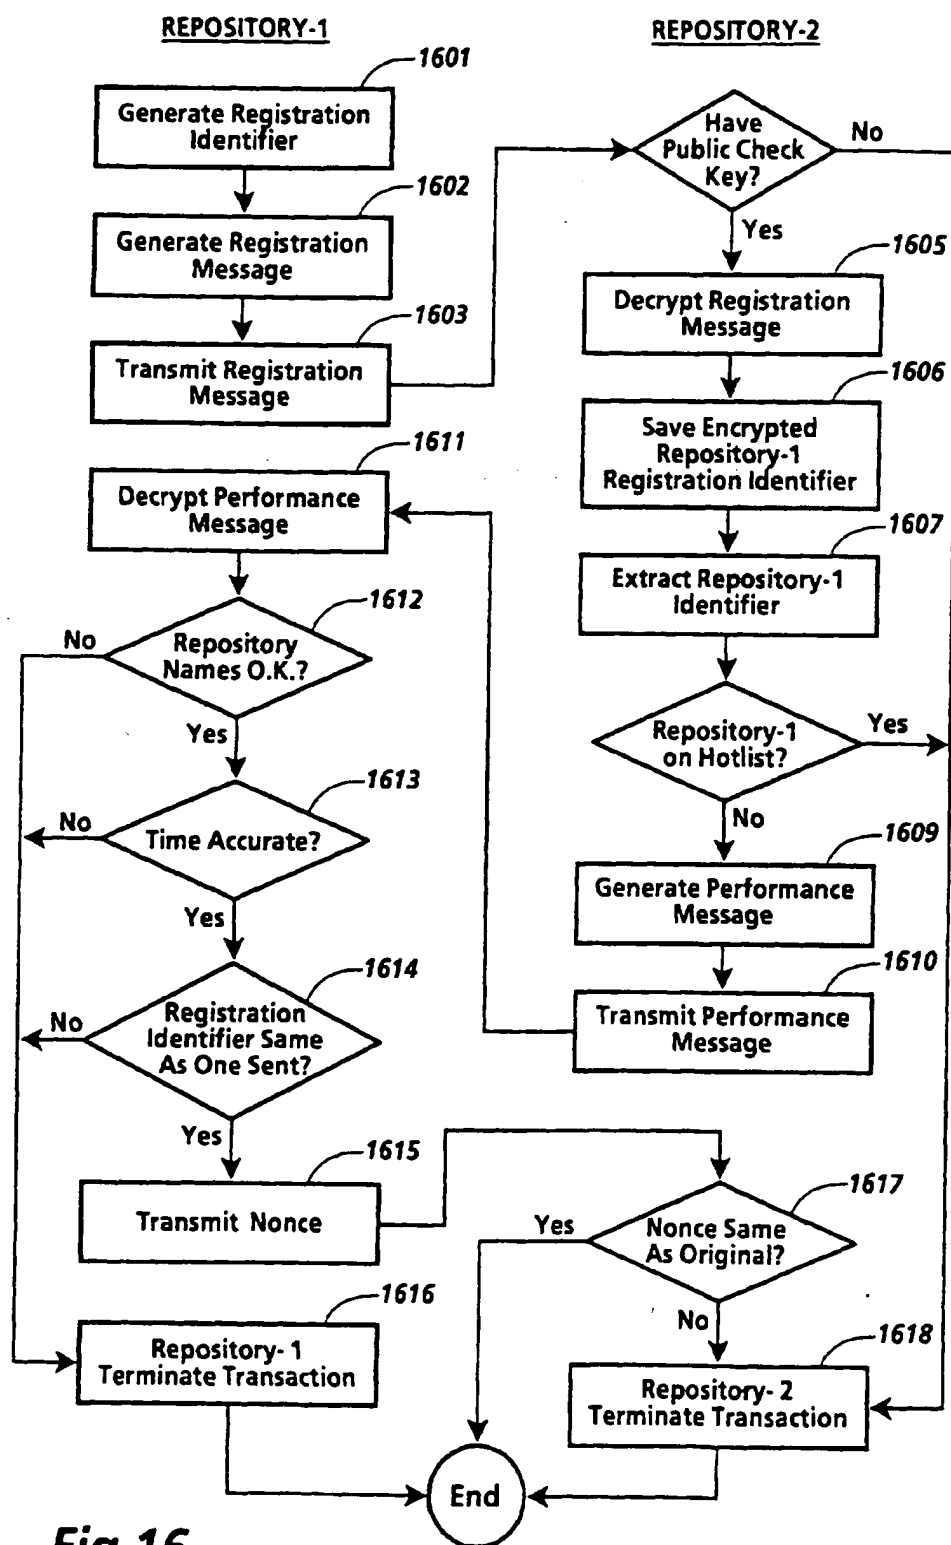 REPOSITORY-1
1601
Generate Registration
Identifier
1602
Generate Registration
Message
1603
Transmit Registration
Message
1611
Decrypt Performance
Message
1612
Repository
Names O.K.?
No
Yes
1613
Time Accurate?
No
Yes
1614
Registration
Identifier Same
As One Sent?
No
Yes
1615
Transmit Nonce
1616
Repository- 1
Terminate Transaction
REPOSITORY-2
Have
Public Check
Key?
No
Yes
1605
Decrypt Registration
Message
1606
Save Encrypted
Repository-1
Registration Identifier
1607
Extract Repository-1
Identifier
Repository-1
on Hotlist?
Yes
No
1609
Generate Performance
Message
1610
Transmit Performance
Message
1617
Nonce Same
As Original?
Yes
No
1618
Repository- 2
Terminate Transaction
End
Fig.16